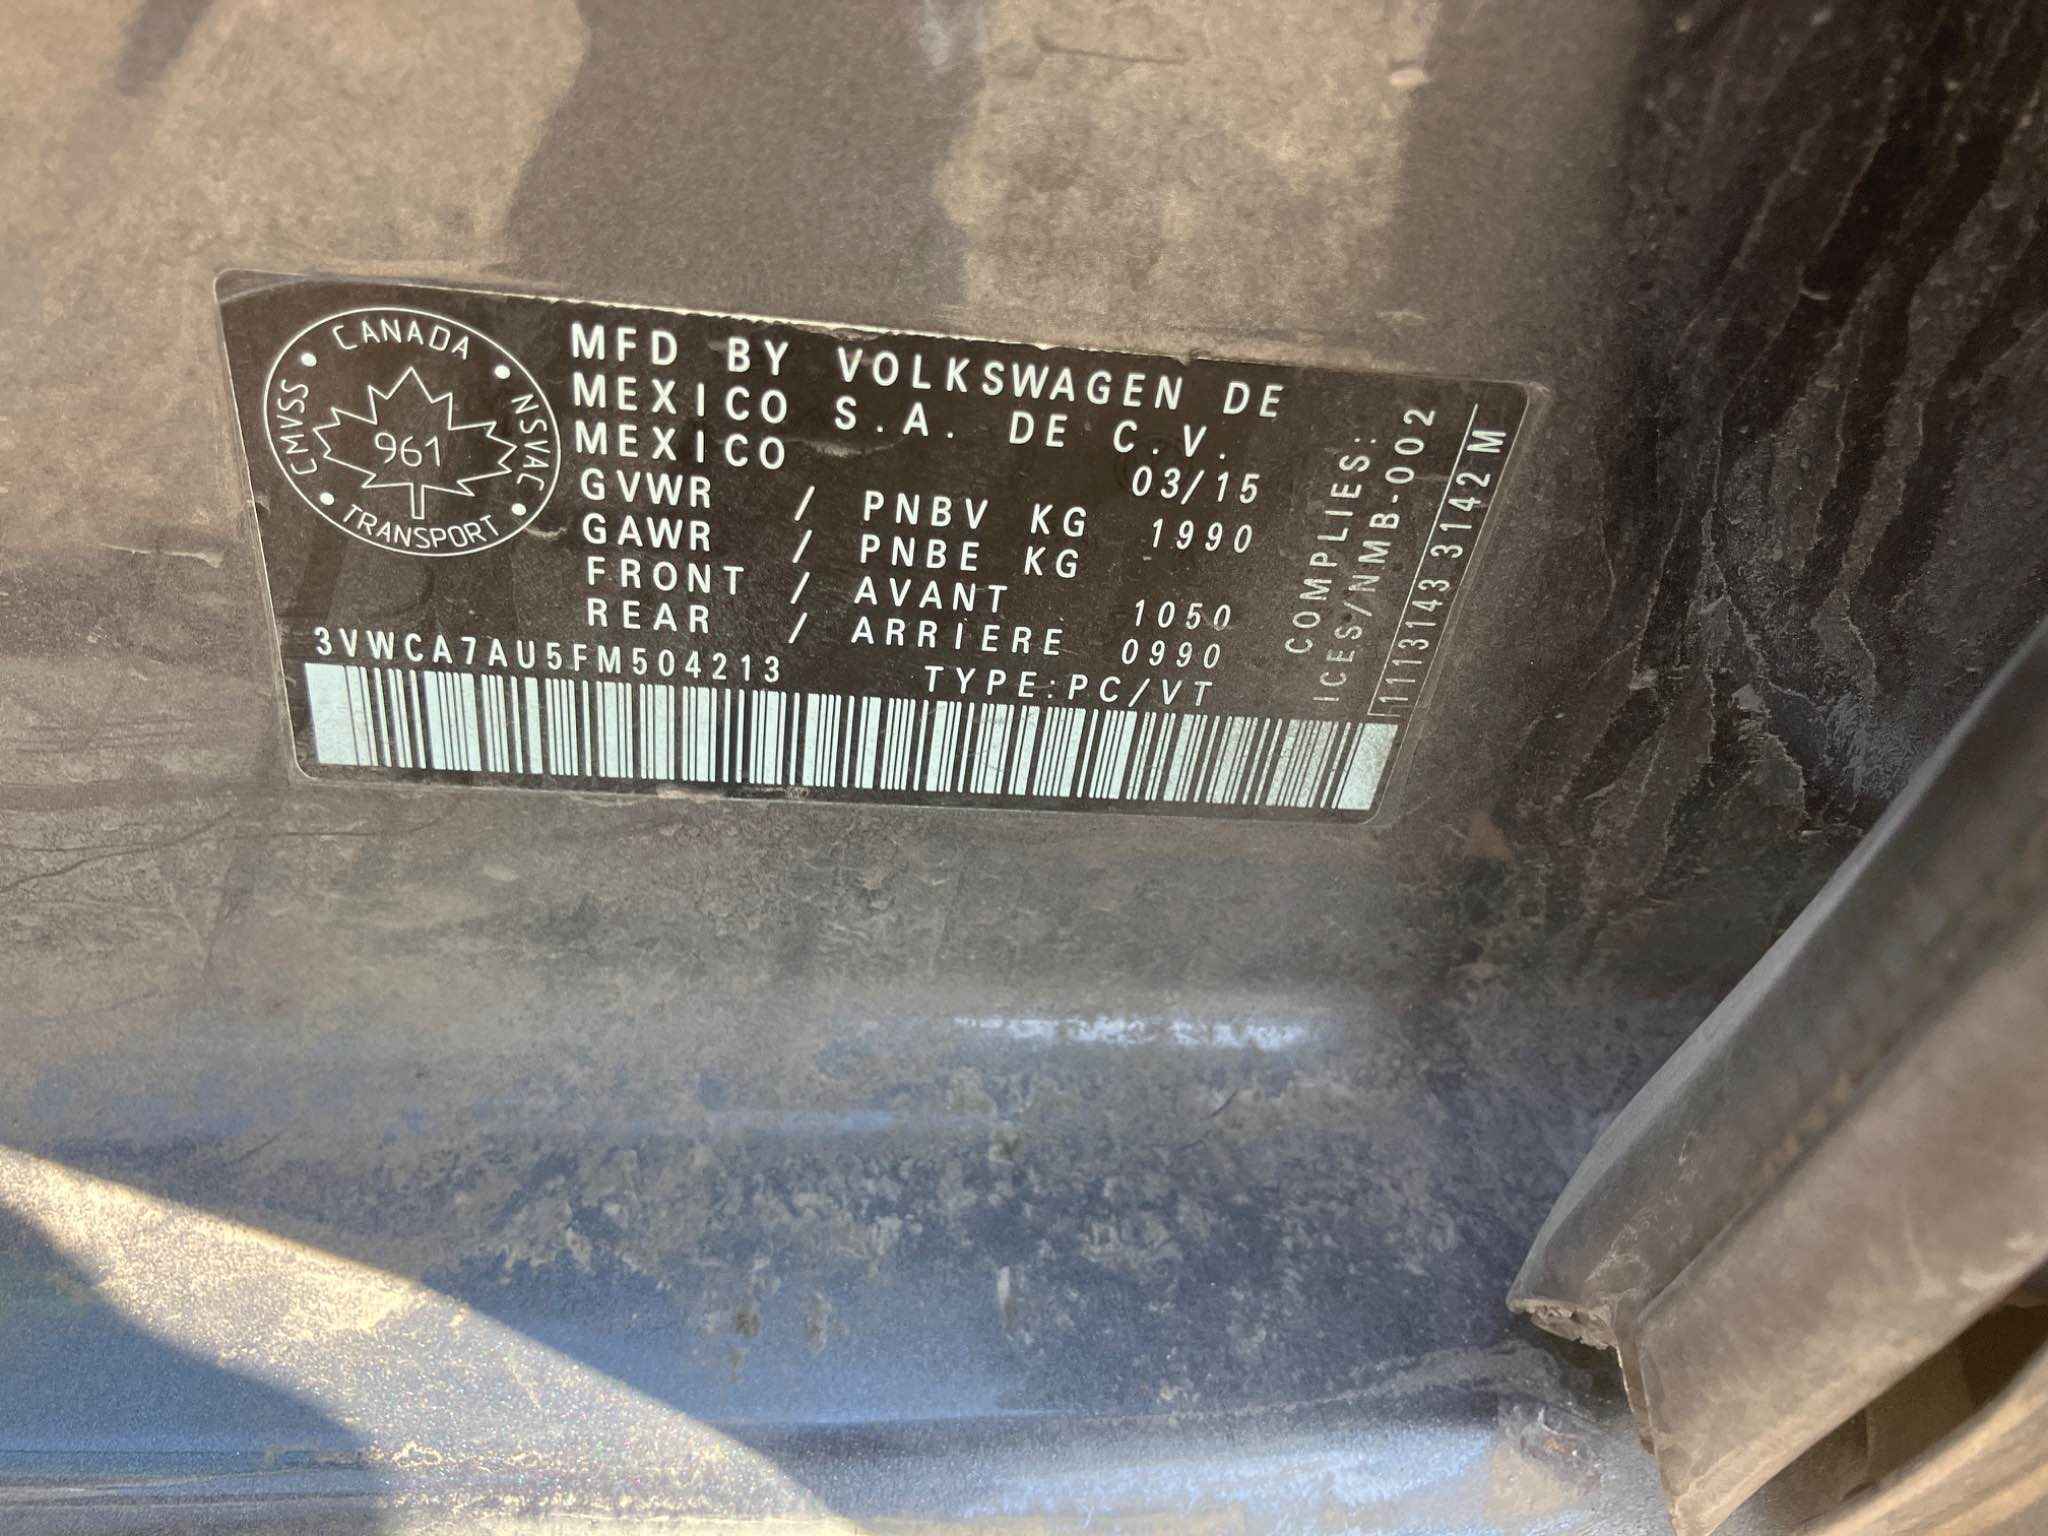 CANADA
CMVSS
NSVAC
961
TRANSPORT
MFD BY VOLKSWAGEN DE
MEXICO S.A. DE C.V.
MEXICO 03/15
GVWR / PNBV KG 1990
GAWR / PNBE KG
FRONT / AVANT 1050
REAR / ARRIERE 0990
3VWCA7AU5FM504213 TYPE:PC/VT
COMPLIES:
ICES/NMB-002
1113143 3142 M